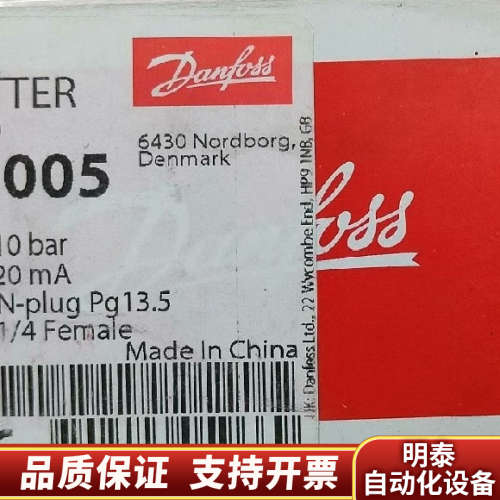 TTER
Danfoss
6430 Nordborg,
Denmark
005
10 bar
20 mA
N-plug Pg13.5
1/4 Female
Made In China
UK: Danfoss Ltd., 22 Wycombe End, HP9 1NB, GB
foss
品质保证 支持开票
明泰
自动化设备